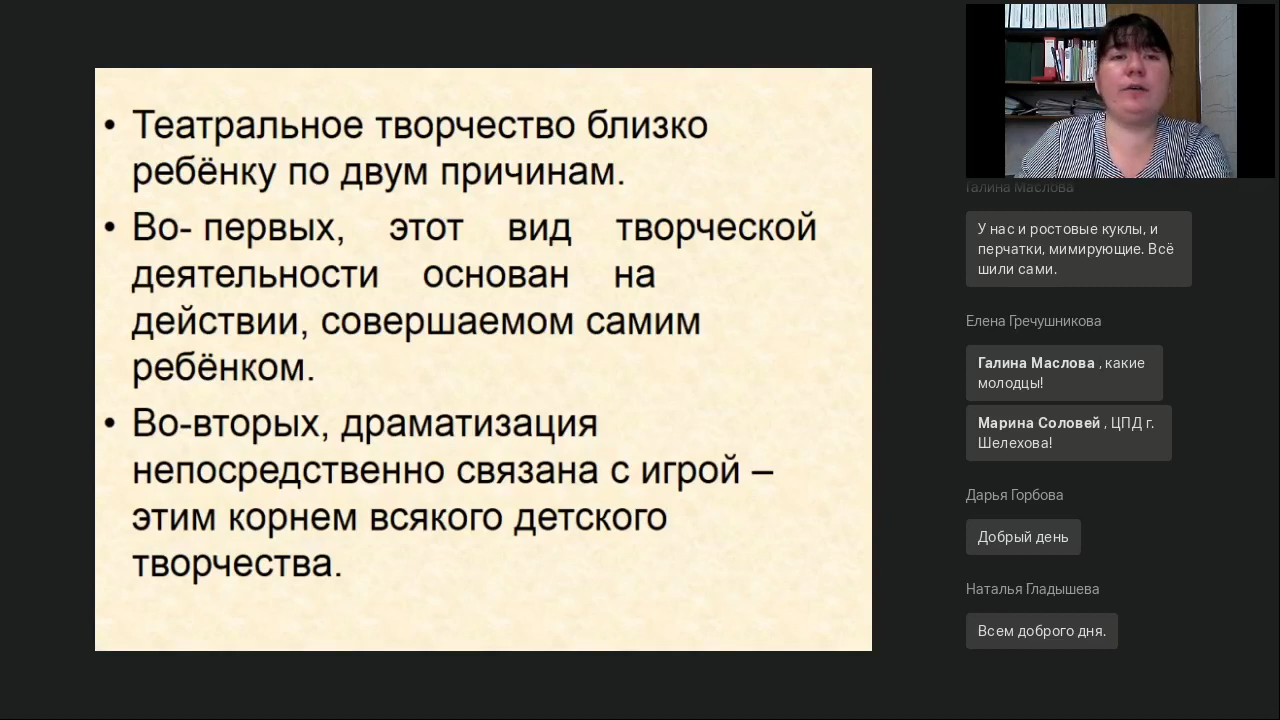 • Театральное творчество близко
ребёнку по двум причинам.
• Во- первых, этот вид творческой
деятельности основан на
действии, совершаемом самим
ребёнком.
• Во-вторых, драматизация
непосредственно связана с игрой –
этим корнем всякого детского
творчества.
Галина Маслова
У нас и ростовые куклы, и
перчатки, мимирующие. Всё
шили сами.
Елена Гречушникова
Галина Маслова , какие
молодцы!
Марина Соловей , ЦПД г.
Шелехова!
Дарья Горбова
Добрый день
Наталья Гладышева
Всем доброго дня.